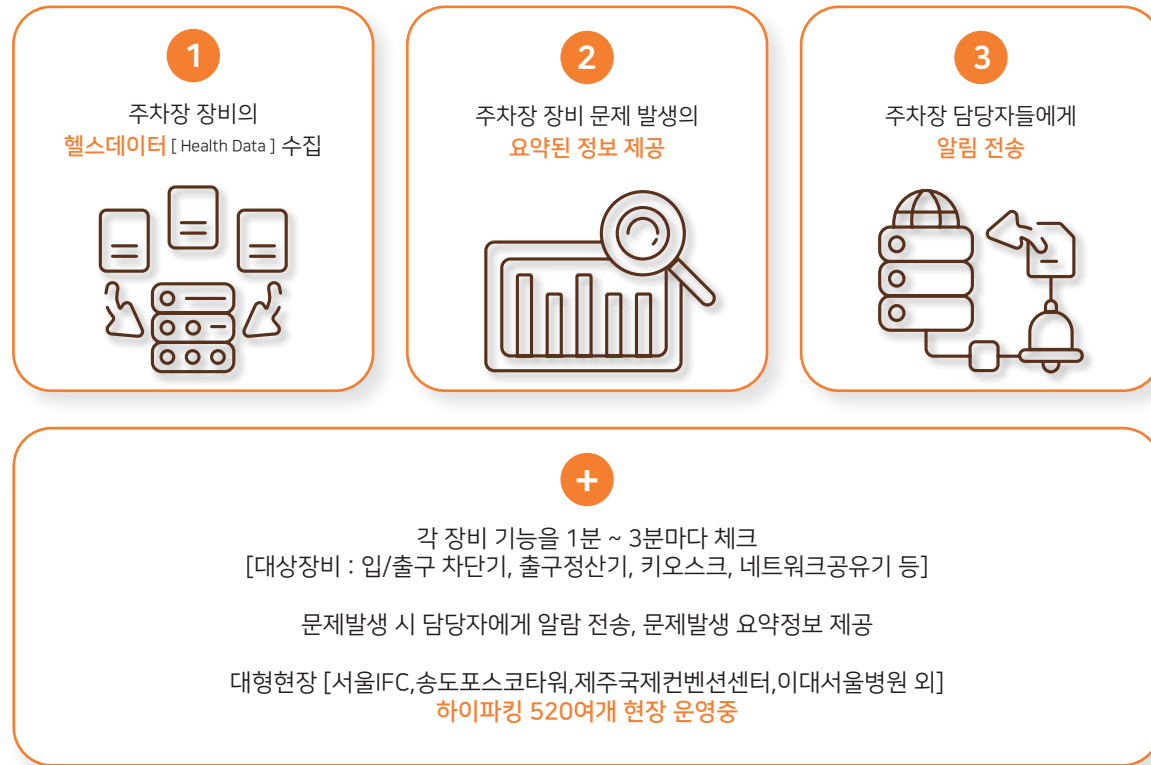 1
주차장 장비의
헬스데이터 [ Health Data ] 수집
2
주차장 장비 문제 발생의
요약된 정보 제공
3
주차장 담당자들에게
알림 전송
+
각 장비 기능을 1분 ~ 3분마다 체크
[대상장비 : 입/출구 차단기, 출구정산기, 키오스크, 네트워크공유기 등]
문제발생 시 담당자에게 알람 전송, 문제발생 요약정보 제공
대형현장 [서울IFC,송도포스코타워,제주국제컨벤션센터,이대서울병원 외]
하이파킹 520여개 현장 운영중